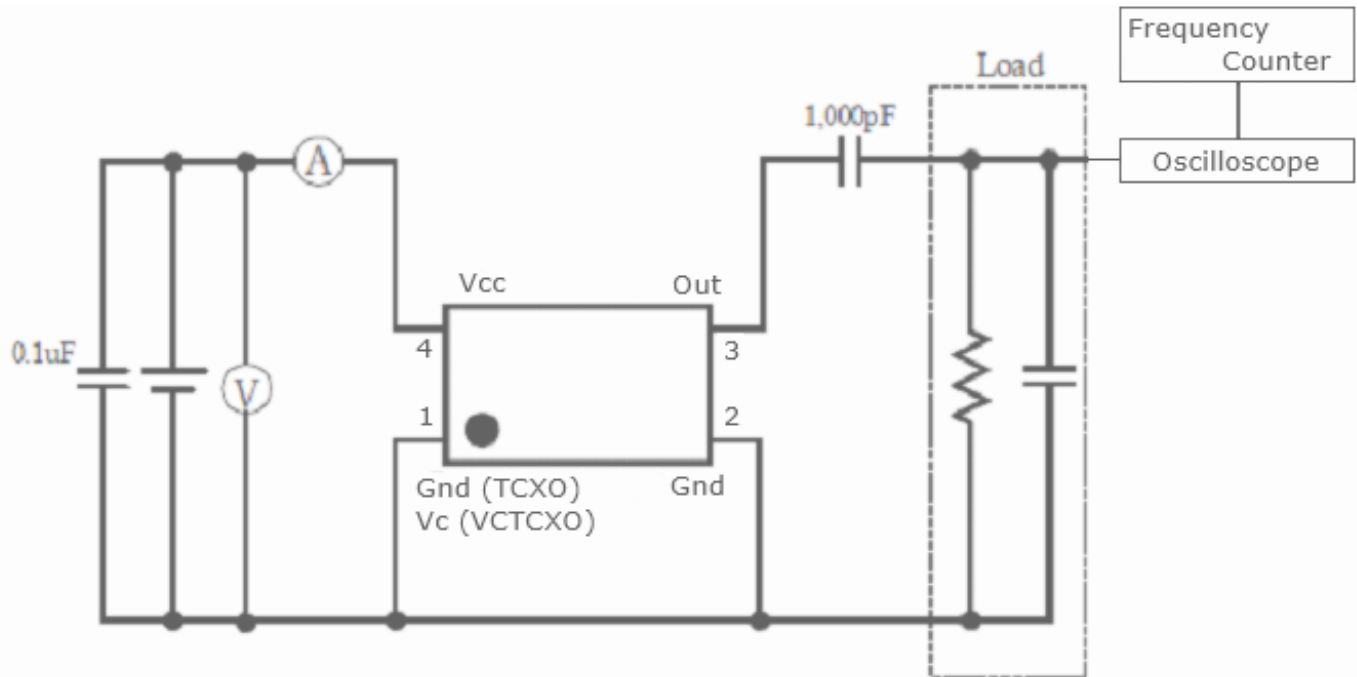 Frequency
Counter
Load
1,000pF
Oscilloscope
A
Vcc
Out
0.1uF
4
3
V
1
2
Gnd (TCXO)
Gnd
Vc (VCTCXO)